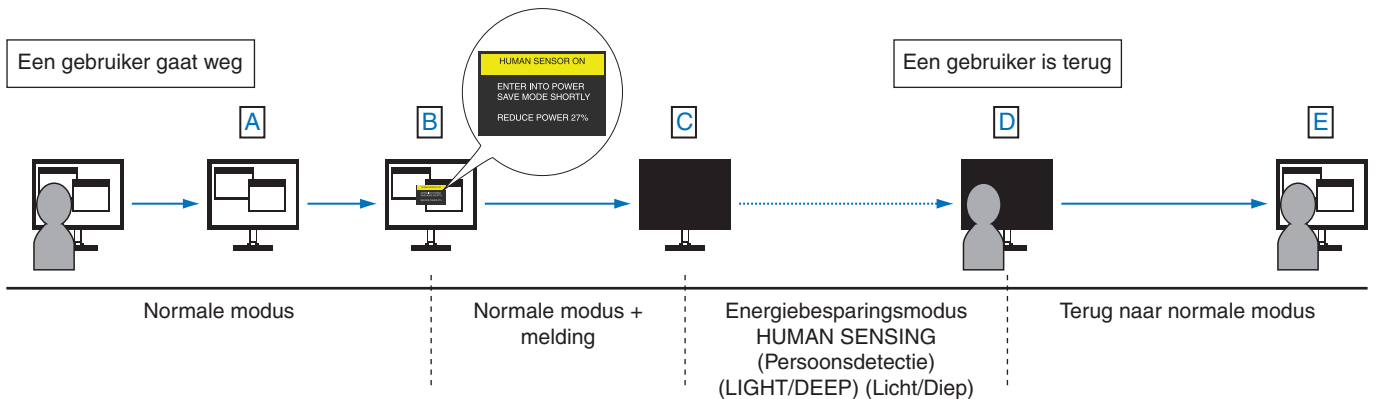 Een gebruiker gaat weg
HUMAN SENSOR ON
ENTER INTO POWER
SAVE MODE SHORTLY
REDUCE POWER 27%
Een gebruiker is terug
A
B
C
D
E
Normale modus
Normale modus +
melding
Energiebesparingsmodus
HUMAN SENSING
(Persoonsdetectie)
(LIGHT/DEEP) (Licht/Diep)
Terug naar normale modus